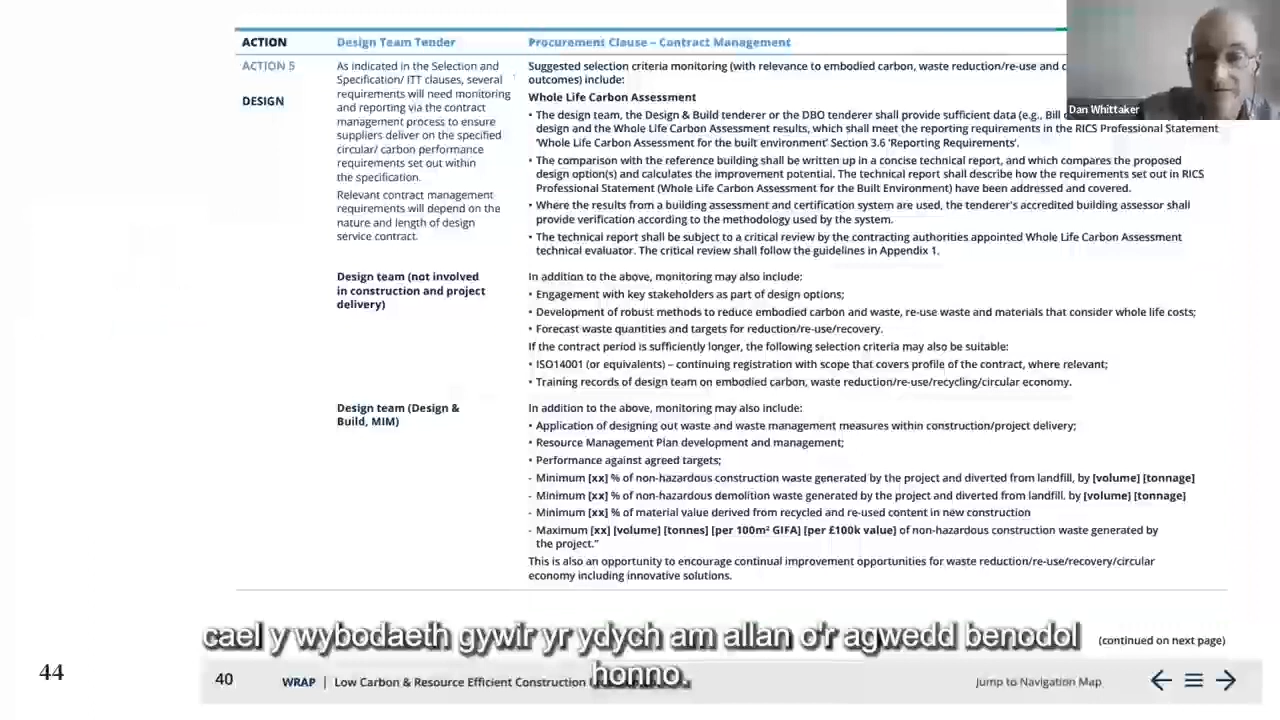 ACTION
Design Team Tender
Procurement Clause – Contract Management
ACTION 5
DESIGN
As indicated in the Selection and
Specification/ ITT clauses, several
requirements will need monitoring
and reporting via the contract
management process to ensure
suppliers deliver on the specified
circular/ carbon performance
requirements set out within
the specification.
Relevant contract management
requirements will depend on the
nature and length of design
service contract.
Suggested selection criteria monitoring (with relevance to embodied carbon, waste reduction/re-use and c
outcomes) include:
Whole Life Carbon Assessment
• The design team, the Design & Build tenderer or the DBO tenderer shall provide sufficient data (e.g., Bill
design and the Whole Life Carbon Assessment results, which shall meet the reporting requirements in the RICS Professional Statement
‘Whole Life Carbon Assessment for the built environment’ Section 3.6 ‘Reporting Requirements’.
• The comparison with the reference building shall be written up in a concise technical report, and which compares the proposed
design option(s) and calculates the improvement potential. The technical report shall describe how the requirements set out in RICS
Professional Statement (Whole Life Carbon Assessment for the Built Environment) have been addressed and covered.
• Where the results from a building assessment and certification system are used, the tenderer's accredited building assessor shall
provide verification according to the methodology used by the system.
• The technical report shall be subject to a critical review by the contracting authorities appointed Whole Life Carbon Assessment
technical evaluator. The critical review shall follow the guidelines in Appendix 1.
Design team (not involved
in construction and project
delivery)
In addition to the above, monitoring may also include:
• Engagement with key stakeholders as part of design options;
• Development of robust methods to reduce embodied carbon and waste, re-use waste and materials that consider whole life costs;
• Forecast waste quantities and targets for reduction/re-use/recovery.
If the contract period is sufficiently longer, the following selection criteria may also be suitable:
• ISO14001 (or equivalents) – continuing registration with scope that covers profile of the contract, where relevant;
• Training records of design team on embodied carbon, waste reduction/re-use/recycling/circular economy.
Design team (Design &
Build, MIM)
In addition to the above, monitoring may also include:
• Application of designing out waste and waste management measures within construction/project delivery;
• Resource Management Plan development and management;
• Performance against agreed targets;
- Minimum [xx] % of non-hazardous construction waste generated by the project and diverted from landfill, by [volume] [tonnage]
- Minimum [xx] % of non-hazardous demolition waste generated by the project and diverted from landfill, by [volume] [tonnage]
- Minimum [xx] % of material value derived from recycled and re-used content in new construction
- Maximum [xx] [volume] [tonnes] [per 100m² GIFA] [per £100k value] of non-hazardous construction waste generated by
the project.”
This is also an opportunity to encourage continual improvement opportunities for waste reduction/re-use/recovery/circular
economy including innovative solutions.
Dan Whittaker
cael y wybodaeth gywir yr ydych am allan o'r agwedd benodol
honno.
(continued on next page)
44
40
WRAP | Low Carbon & Resource Efficient Construction
Jump to Navigation Map